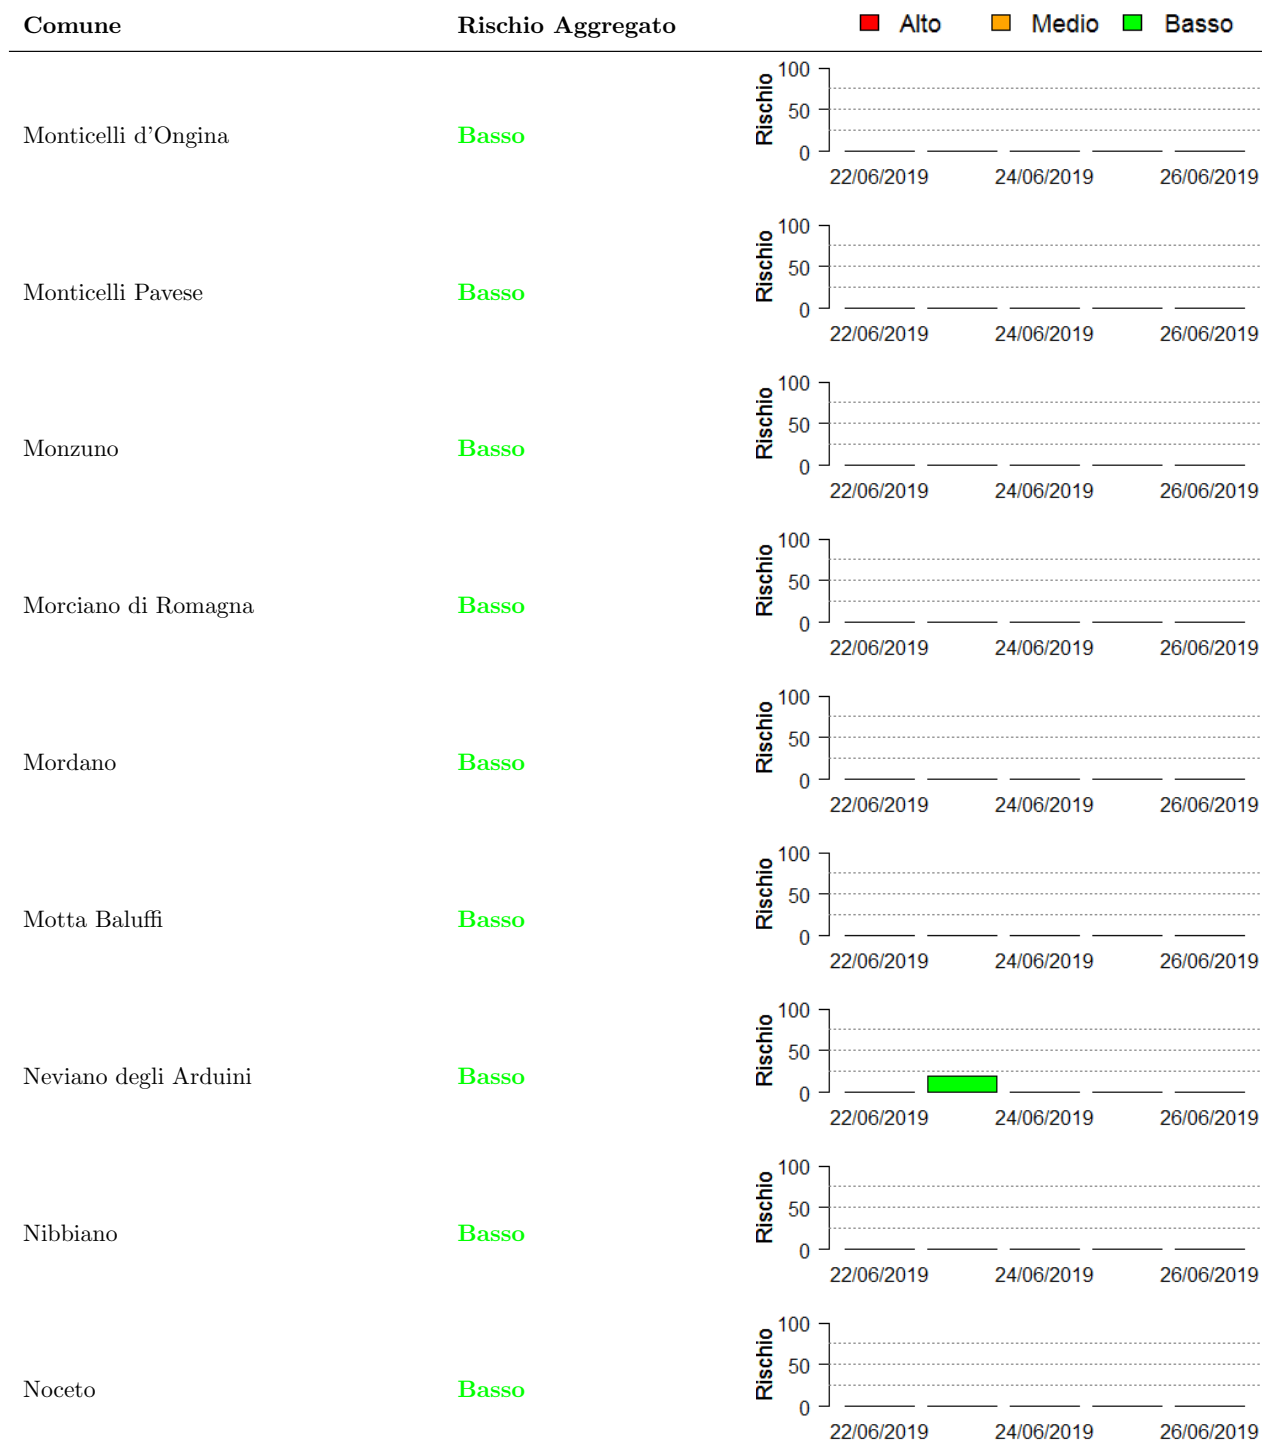 Comune Rischio Aggregato Alto Medio Basso
100
Rischio
50
Monticelli d'Ongina Basso
0
22/06/2019 24/06/2019 26/06/2019
100
Rischio
50
Monticelli Pavese Basso
0
22/06/2019 24/06/2019 26/06/2019
100
Rischio
50
Monzuno Basso
0
22/06/2019 24/06/2019 26/06/2019
100
Rischio
50
Morciano di Romagna Basso
0
22/06/2019 24/06/2019 26/06/2019
100
Rischio
50
Mordano Basso
0
22/06/2019 24/06/2019 26/06/2019
100
Rischio
50
Motta Baluffi Basso
0
22/06/2019 24/06/2019 26/06/2019
100
Rischio
50
Neviano degli Arduini Basso
0
22/06/2019 24/06/2019 26/06/2019
100
Rischio
50
Nibbiano Basso
0
22/06/2019 24/06/2019 26/06/2019
100
Rischio
50
Noceto Basso
0
22/06/2019 24/06/2019 26/06/2019